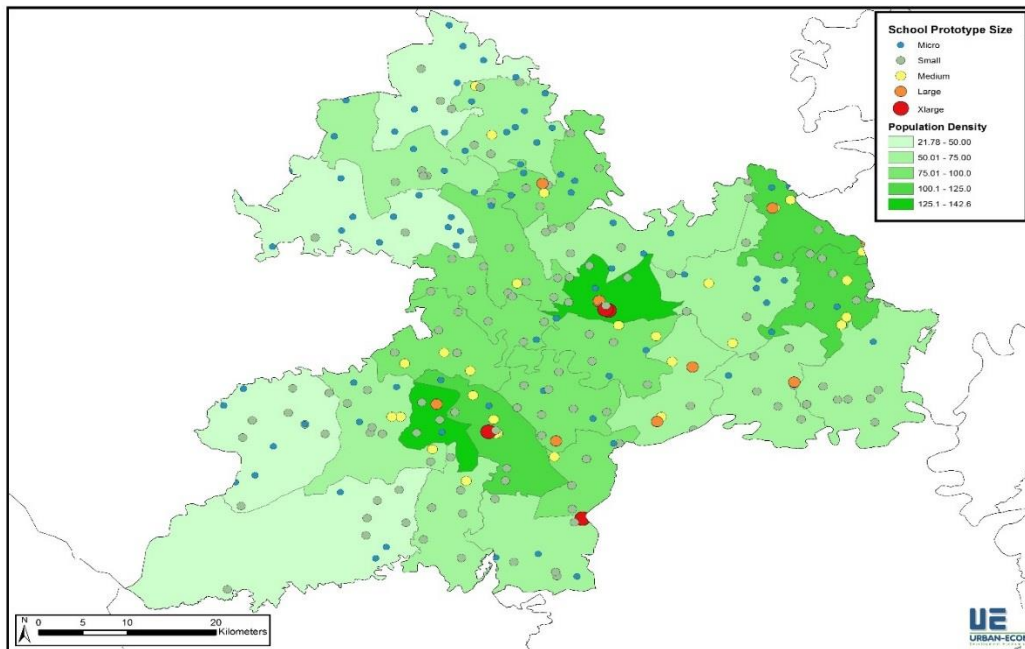 School Prototype Size
Micro
Small
Medium
Large
Xlarge
Population Density
21.78 - 50.00
50.01 - 75.00
75.01 - 100.0
100.1 - 125.0
125.1 - 142.6
N
0 5 10 20
Kilometers
UE
URBAN-ECON